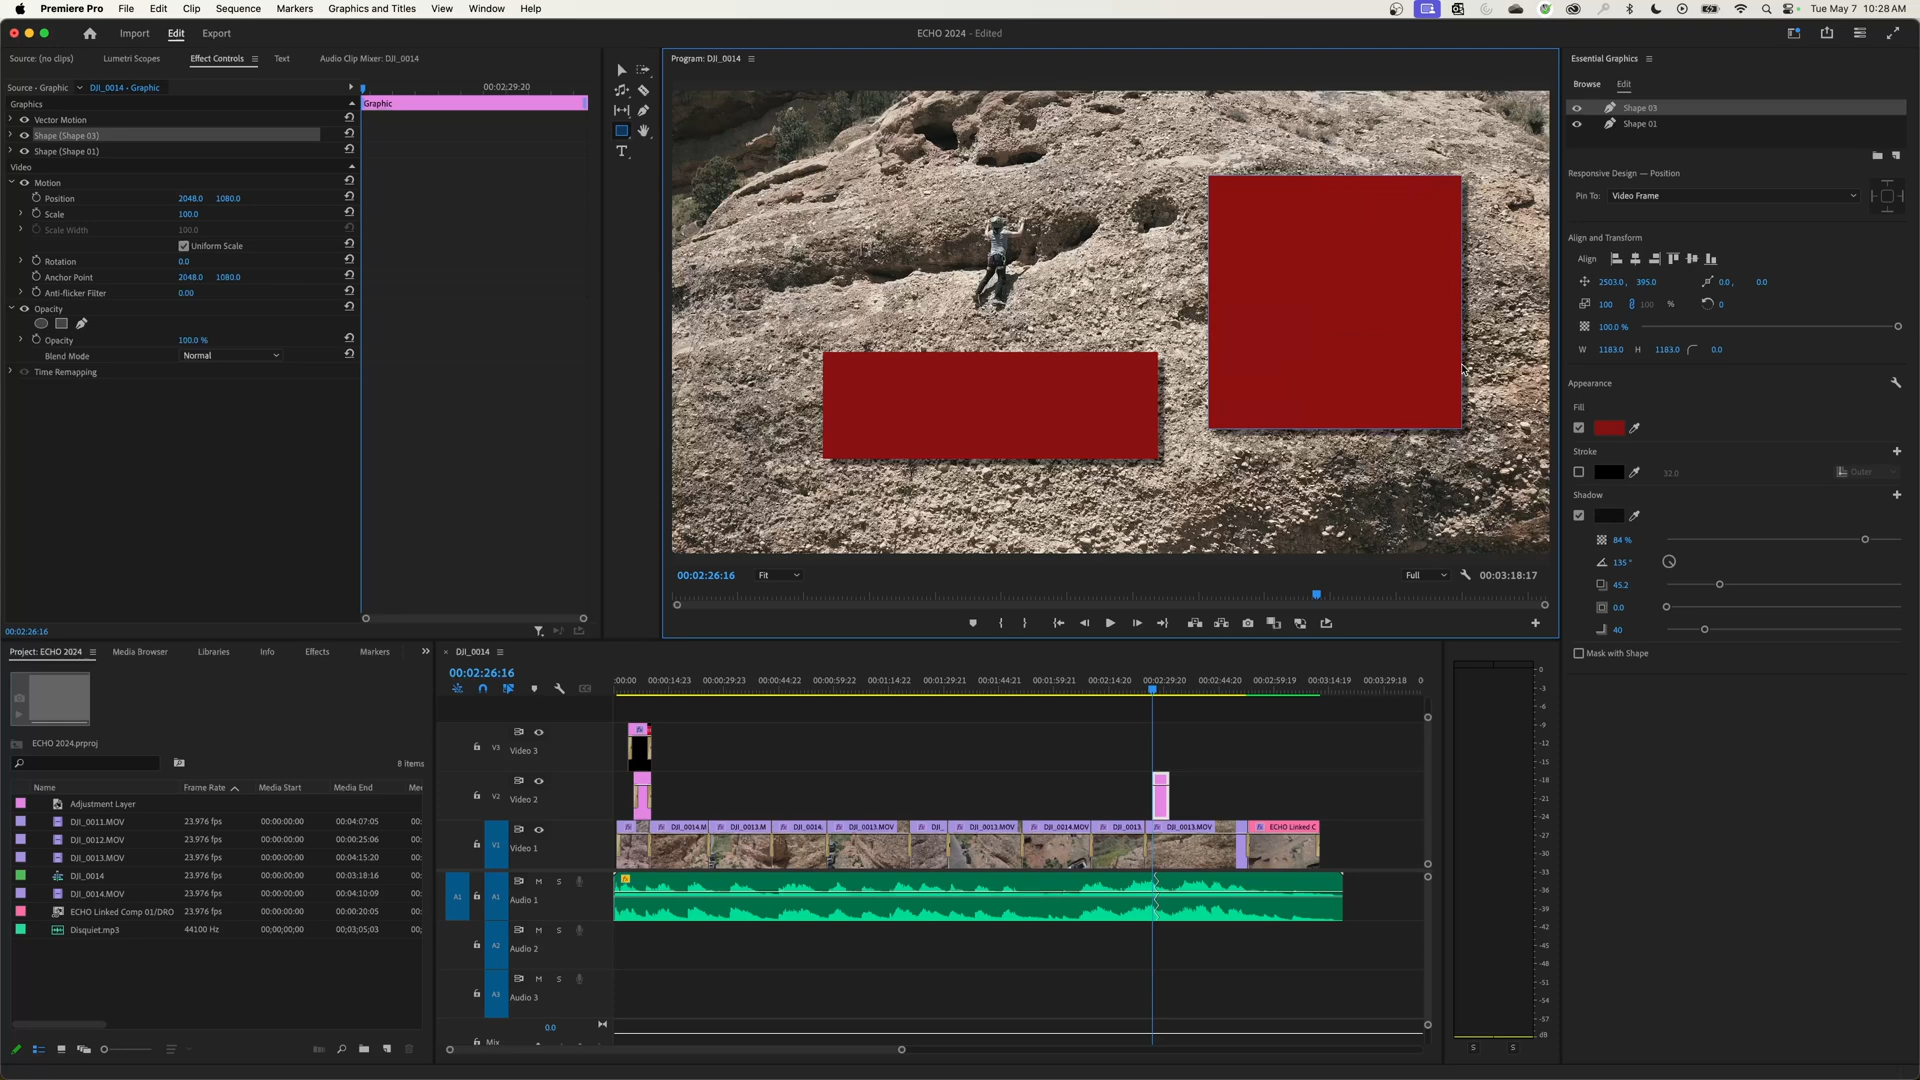 Premiere Pro File Edit Clip Sequence Markers Graphics and Titles View Window Help Tue May 7 10:28 AM
Import Edit Export ECHO 2024 - Edited
Source: (no clips) Lumetri Scopes Effect Controls Text Audio Clip Mixer: DJI_0014
Program: DJI_0014
Essential Graphics
Browse Edit
Source • Graphic DJI_0014 • Graphic 00:02:29:20
Graphics
Graphic
Vector Motion
Shape (Shape 03)
Shape (Shape 01)
Video
Motion
Position 2048.0 1080.0
Scale 100.0
Scale Width 100.0
Uniform Scale
Rotation 0.0
Anchor Point 2048.0 1080.0
Anti-flicker Filter 0.00
Opacity
Opacity 100.0 %
Blend Mode Normal
Time Remapping
00:02:26:16
T
00:02:26:16 Fit Full 00:03:18:17
Shape 03
Shape 01
Responsive Design — Position
Pin To: Video Frame
Align and Transform
Align
2503.0 , 395.0 0.0 , 0.0
100 100 % 0
100.0 %
W 1183.0 H 1183.0 0.0
Appearance
Fill
Stroke
32.0 Outer
Shadow
84 %
135 °
45.2
0.0
40
Mask with Shape
Project: ECHO 2024 Media Browser Libraries Info Effects Markers
ECHO 2024.prproj
8 items
Name Frame Rate Media Start Media End Me
Adjustment Layer
DJI_0011.MOV 23.976 fps 00:00:00:00 00:04:07:05 00:
DJI_0012.MOV 23.976 fps 00:00:00:00 00:00:25:06 00:
DJI_0013.MOV 23.976 fps 00:00:00:00 00:04:15:20 00:
DJI_0014 23.976 fps 00:00:00:00 00:03:18:16 00:
DJI_0014.MOV 23.976 fps 00:00:00:00 00:04:10:09 00:
ECHO Linked Comp 01/DRO 23.976 fps 00:00:00:00 00:00:20:05 00:
Disquiet.mp3 44100 Hz 00;00;00;00 00;03;05;03 00;
DJI_0014
00:02:26:16
:00:00 00:00:14:23 00:00:29:23 00:00:44:22 00:00:59:22 00:01:14:22 00:01:29:21 00:01:44:21 00:01:59:21 00:02:14:20 00:02:29:20 00:02:44:20 00:02:59:19 00:03:14:19 00:03:29:18 0
V3 Video 3
fx
V2 Video 2
V1 Video 1
fx fx DJI_0014.M fx DJI_0013.M fx DJI_0014. fx DJI_0013.MOV fx DJI_ fx DJI_0013.MOV fx DJI_0014.MOV fx DJI_0013. fx DJI_0013.MOV fx ECHO Linked C
A1 A1 M S Audio 1
fx
A2 M S Audio 2
A3 M S Audio 3
0.0
Mix
0
-3
-6
-9
-12
-15
-18
-21
-24
-27
-30
-33
-36
-39
-42
-45
-48
-51
-54
-57
dB
S S